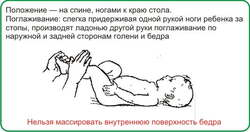 Положение — на спине, ногами к краю стола.
Поглаживание: слегка придерживая одной рукой ноги ребенка за
стопы, производят ладонью другой руки поглаживание по
наружной и задней сторонам голени и бедра
Нельзя массировать внутреннюю поверхность бедра